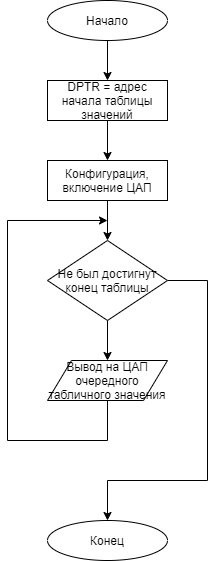 Начало
DPTR = адрес
начала таблицы
значений
Конфигурация,
включение ЦАП
Не был достигнут
конец таблицы
Вывод на ЦАП
очередного
табличного значения
Конец